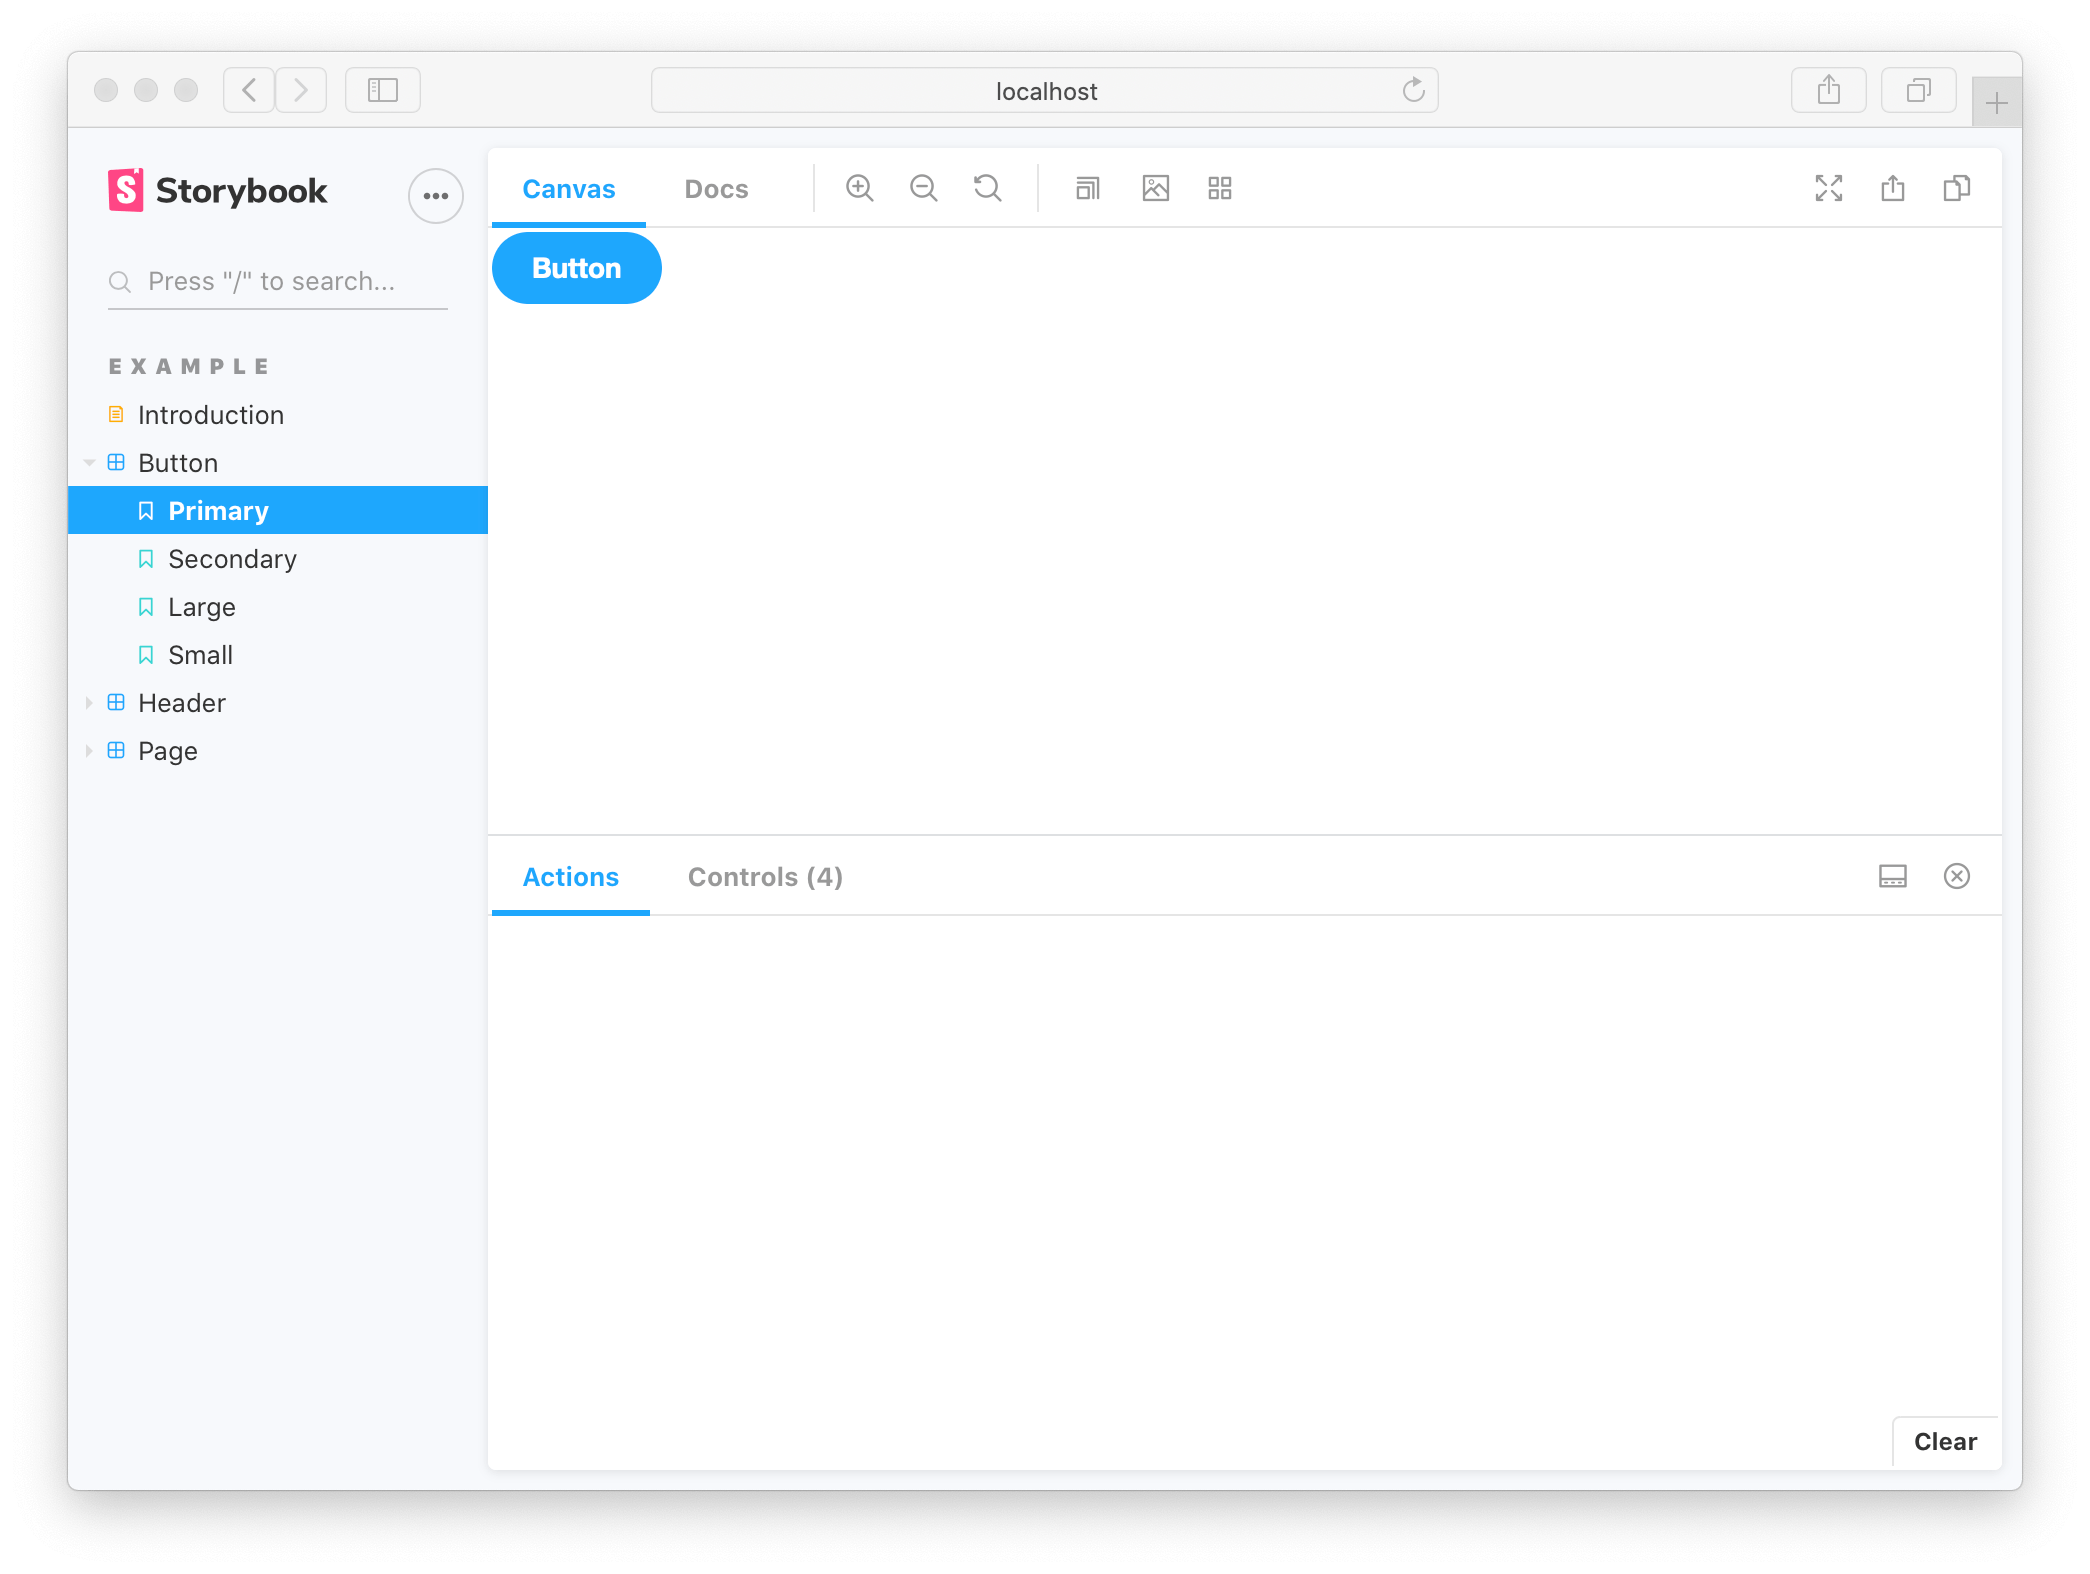 localhost
Storybook
Canvas
Docs
Press "/" to search...
Button
EXAMPLE
Introduction
Button
Primary
Secondary
Large
Small
Header
Page
Actions
Controls (4)
Clear